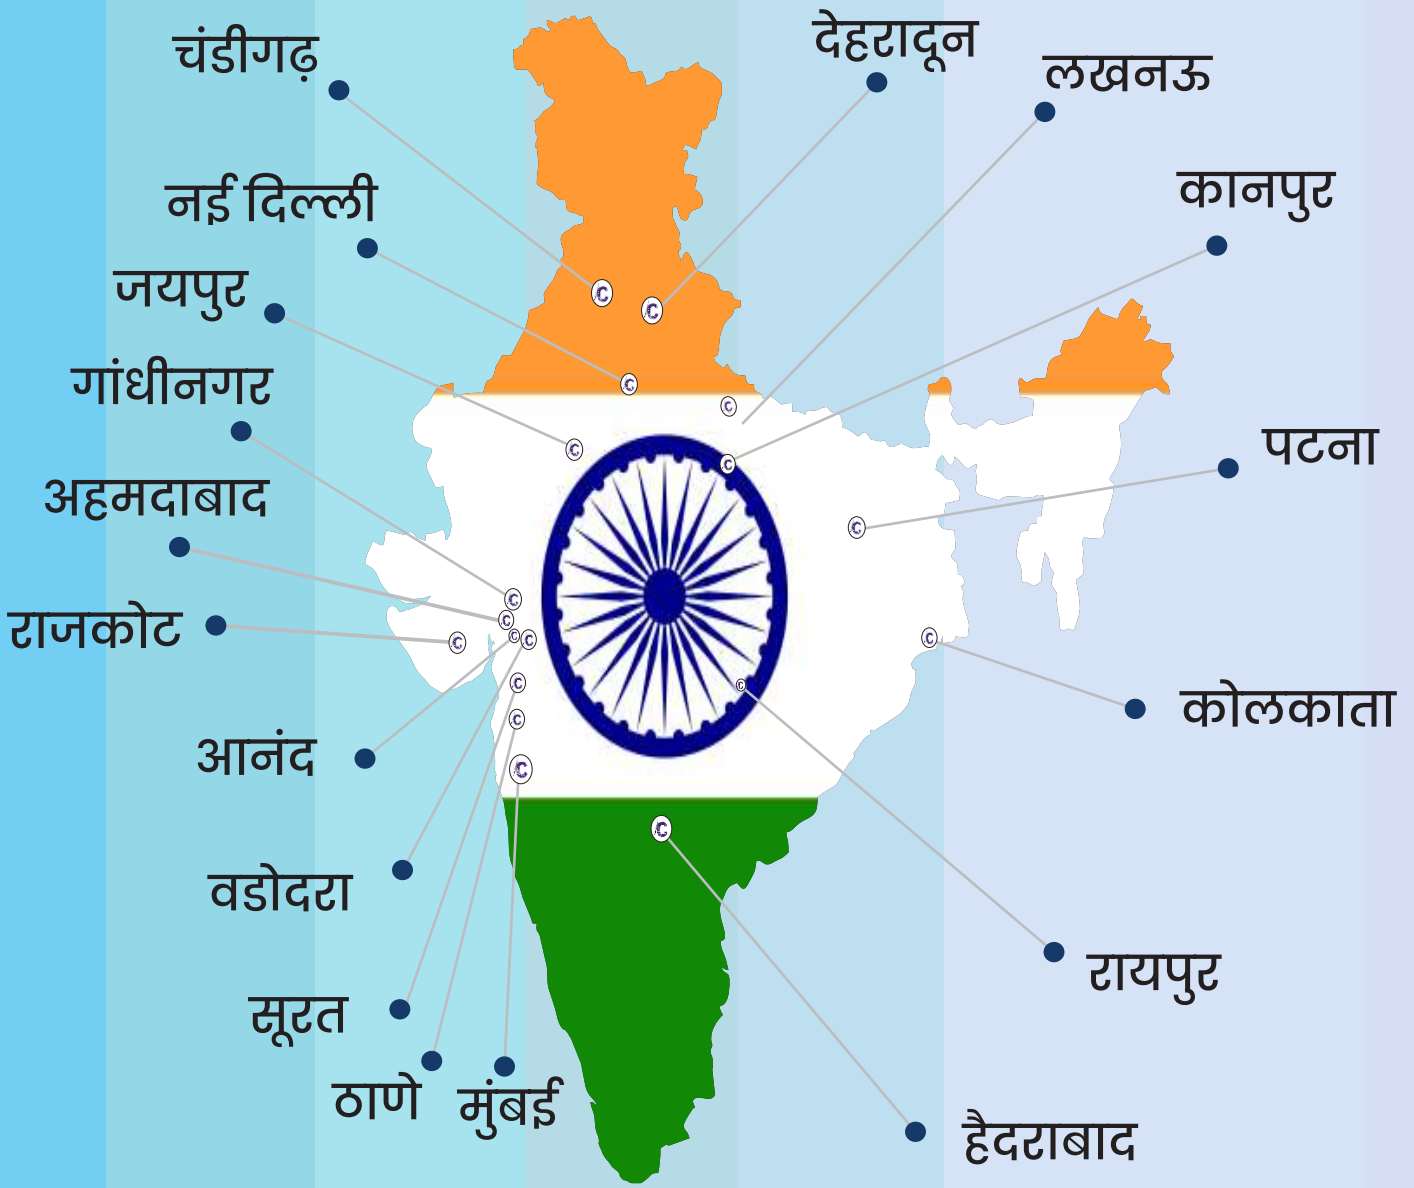 चंडीगढ़
देहरादून
लखनऊ
नई दिल्ली
कानपुर
जयपुर
गांधीनगर
पटना
अहमदाबाद
राजकोट
कोलकाता
आनंद
वडोदरा
रायपुर
सूरत
ठाणे
मुंबई
हैदराबाद